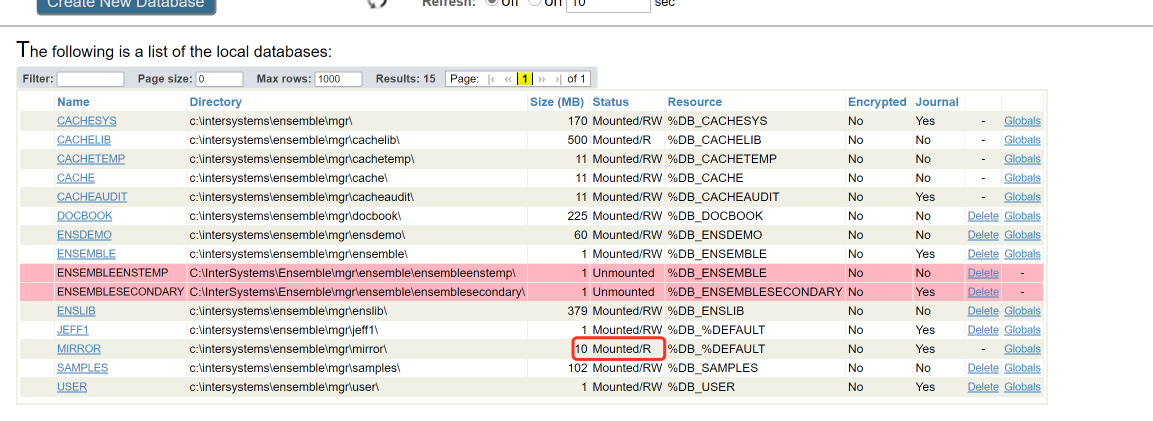 Create New Database Refresh: off on 10 sec
The following is a list of the local databases:
Filter: Page size: 0 Max rows: 1000 Results: 15 Page: |‹ ‹‹ 1 ›› ›| of 1
Name Directory Size (MB) Status Resource Encrypted Journal
CACHESYS c:\intersystems\ensemble\mgr\ 170 Mounted/RW %DB_CACHESYS No Yes - Globals
CACHELIB c:\intersystems\ensemble\mgr\cachelib\ 500 Mounted/R %DB_CACHELIB No No - Globals
CACHETEMP c:\intersystems\ensemble\mgr\cachetemp\ 11 Mounted/RW %DB_CACHETEMP No No - Globals
CACHE c:\intersystems\ensemble\mgr\cache\ 11 Mounted/RW %DB_CACHE No No - Globals
CACHEAUDIT c:\intersystems\ensemble\mgr\cacheaudit\ 11 Mounted/RW %DB_CACHEAUDIT No Yes - Globals
DOCBOOK c:\intersystems\ensemble\mgr\docbook\ 225 Mounted/RW %DB_DOCBOOK No No Delete Globals
ENSDEMO c:\intersystems\ensemble\mgr\ensdemo\ 60 Mounted/RW %DB_ENSDEMO No No Delete Globals
ENSEMBLE c:\intersystems\ensemble\mgr\ensemble\ 1 Mounted/RW %DB_ENSEMBLE No Yes Delete Globals
ENSEMBLEENSTEMP C:\InterSystems\Ensemble\mgr\ensemble\ensembleenstemp\ 1 Unmounted %DB_ENSEMBLE No No Delete -
ENSEMBLESECONDARY C:\InterSystems\Ensemble\mgr\ensemble\ensemblesecondary\ 1 Unmounted %DB_ENSEMBLESECONDARY No Yes Delete -
ENSLIB c:\intersystems\ensemble\mgr\enslib\ 379 Mounted/RW %DB_ENSLIB No No Delete Globals
JEFF1 c:\intersystems\ensemble\mgr\jeff1\ 1 Mounted/RW %DB_%DEFAULT No Yes Delete Globals
MIRROR c:\intersystems\ensemble\mgr\mirror\ 10 Mounted/R %DB_%DEFAULT No Yes - Globals
SAMPLES c:\intersystems\ensemble\mgr\samples\ 102 Mounted/RW %DB_SAMPLES No No Delete Globals
USER c:\intersystems\ensemble\mgr\user\ 1 Mounted/RW %DB_USER No Yes Delete Globals